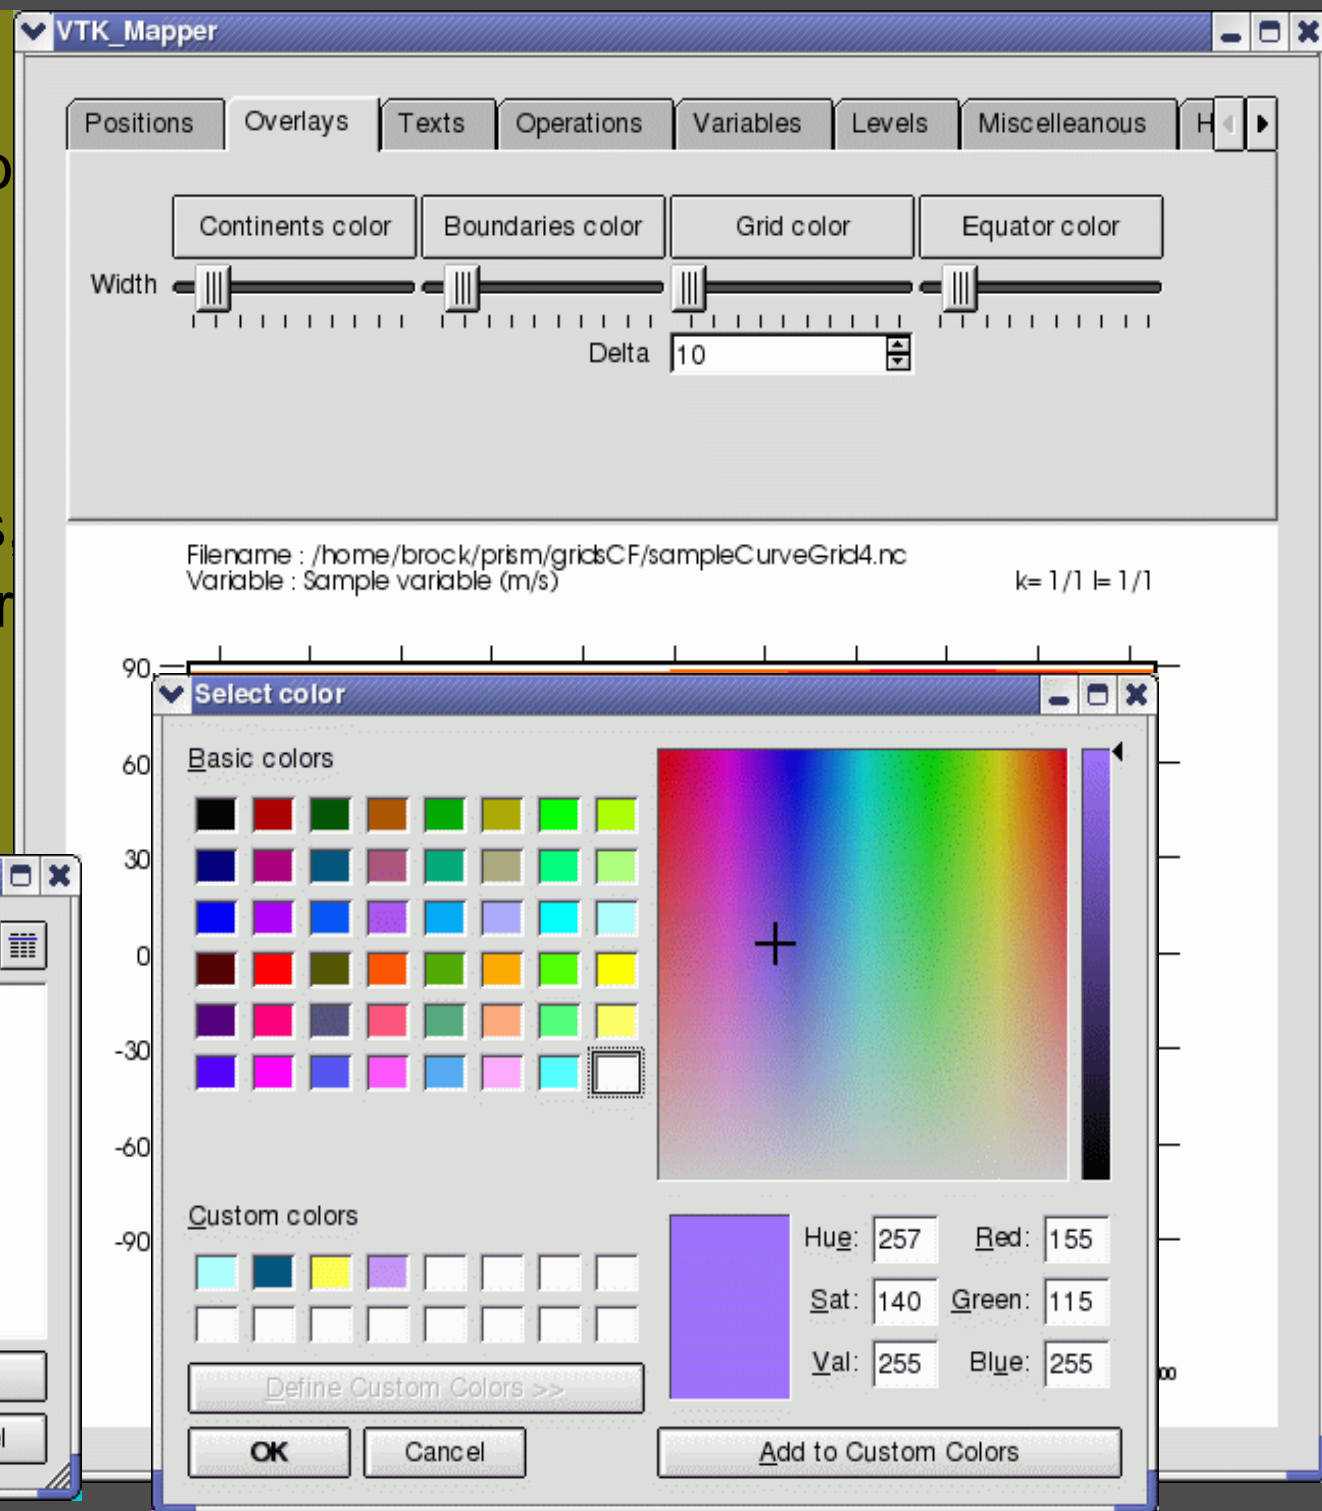 VTK_Mapper
Positions Overlays Texts Operations Variables Levels Miscelleanous H
Continents color Boundaries color Grid color Equator color
Width
Delta 10
Filename : /home/brock/prism/gridsCF/sampleCurveGrid4.nc
Variable : Sample variable (m/s) k= 1/1 l= 1/1
90
60
30
0
-30
-60
-90
Select color
Basic colors
Custom colors
Hue: 257 Red: 155
Sat: 140 Green: 115
Val: 255 Blue: 255
Define Custom Colors >>
OK Cancel Add to Custom Colors